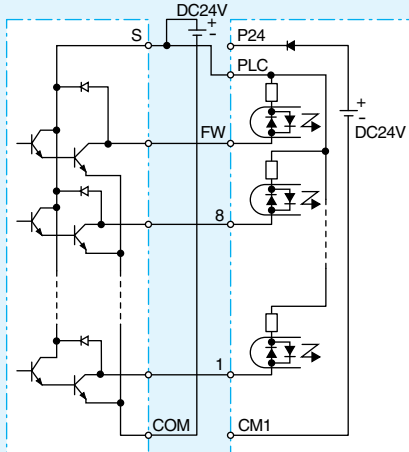 DC24V
+
-
S
P24
PLC
+
-
DC24V
FW
8
1
COM
CM1